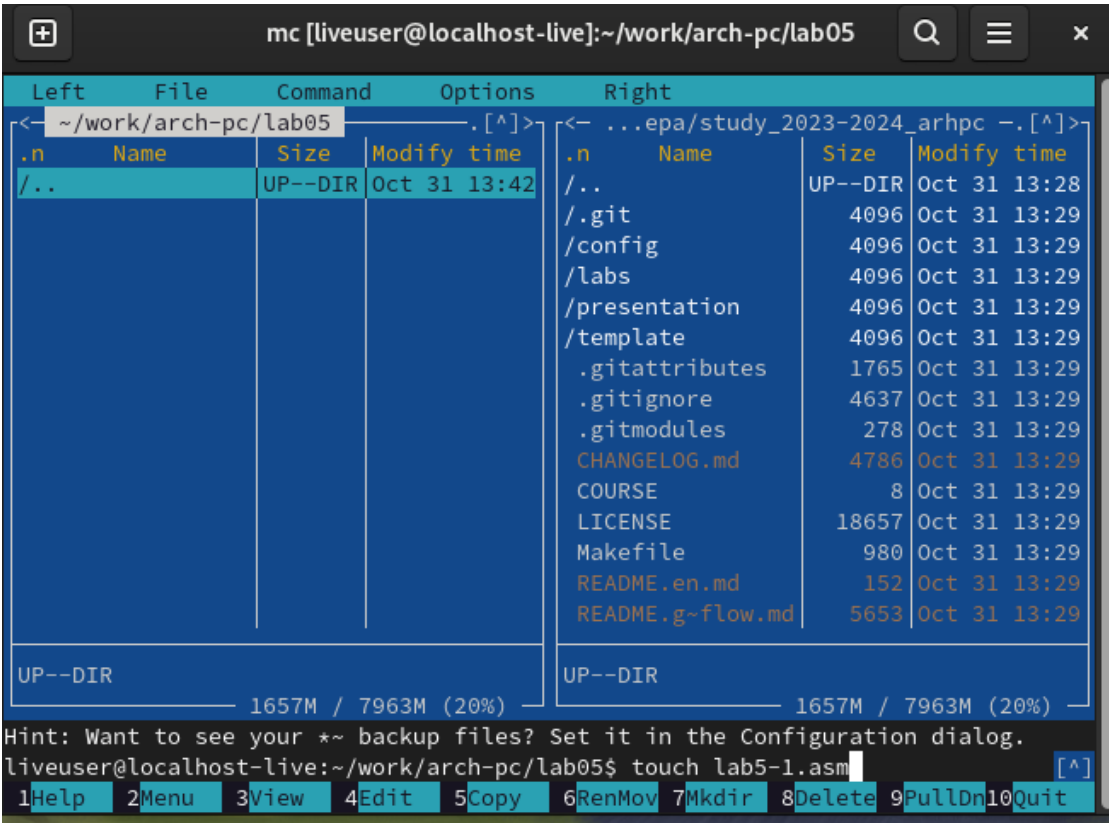 mc [liveuser@localhost-live]:~/work/arch-pc/lab05
Left File Command Options Right
<- ~/work/arch-pc/lab05 .[^]> <- ...epa/study_2023-2024_arhpc -.[^]>
.n Name Size Modify time .n Name Size Modify time
/.. UP--DIR Oct 31 13:42 /.. UP--DIR Oct 31 13:28
/.git 4096 Oct 31 13:29
/config 4096 Oct 31 13:29
/labs 4096 Oct 31 13:29
/presentation 4096 Oct 31 13:29
/template 4096 Oct 31 13:29
.gitattributes 1765 Oct 31 13:29
.gitignore 4637 Oct 31 13:29
.gitmodules 278 Oct 31 13:29
CHANGELOG.md 4786 Oct 31 13:29
COURSE 8 Oct 31 13:29
LICENSE 18657 Oct 31 13:29
Makefile 980 Oct 31 13:29
README.en.md 152 Oct 31 13:29
README.g~flow.md 5653 Oct 31 13:29
UP--DIR UP--DIR
1657M / 7963M (20%) 1657M / 7963M (20%)
Hint: Want to see your *~ backup files? Set it in the Configuration dialog.
liveuser@localhost-live:~/work/arch-pc/lab05$ touch lab5-1.asm [^]
1Help 2Menu 3View 4Edit 5Copy 6RenMov 7Mkdir 8Delete 9PullDn 10Quit